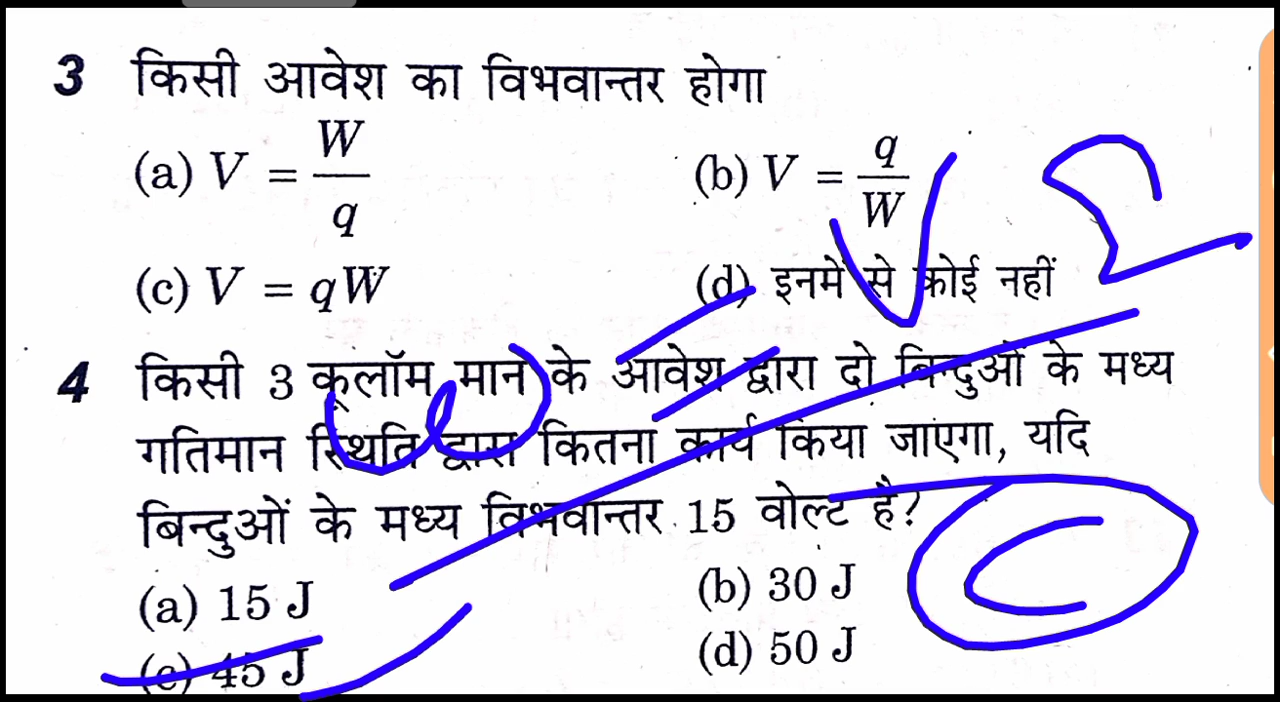 3 किसी आवेश का विभवान्तर होगा
(a) V = W/q (b) V = q/W
(c) V = qW (d) इनमें से कोई नहीं
4 किसी 3 कूलॉम मान के आवेश द्वारा दो बिन्दुओं के मध्य
गतिमान स्थिति द्वारा कितना कार्य किया जाएगा, यदि
बिन्दुओं के मध्य विभवान्तर 15 वोल्ट है?
(a) 15 J (b) 30 J
(c) 45 J (d) 50 J